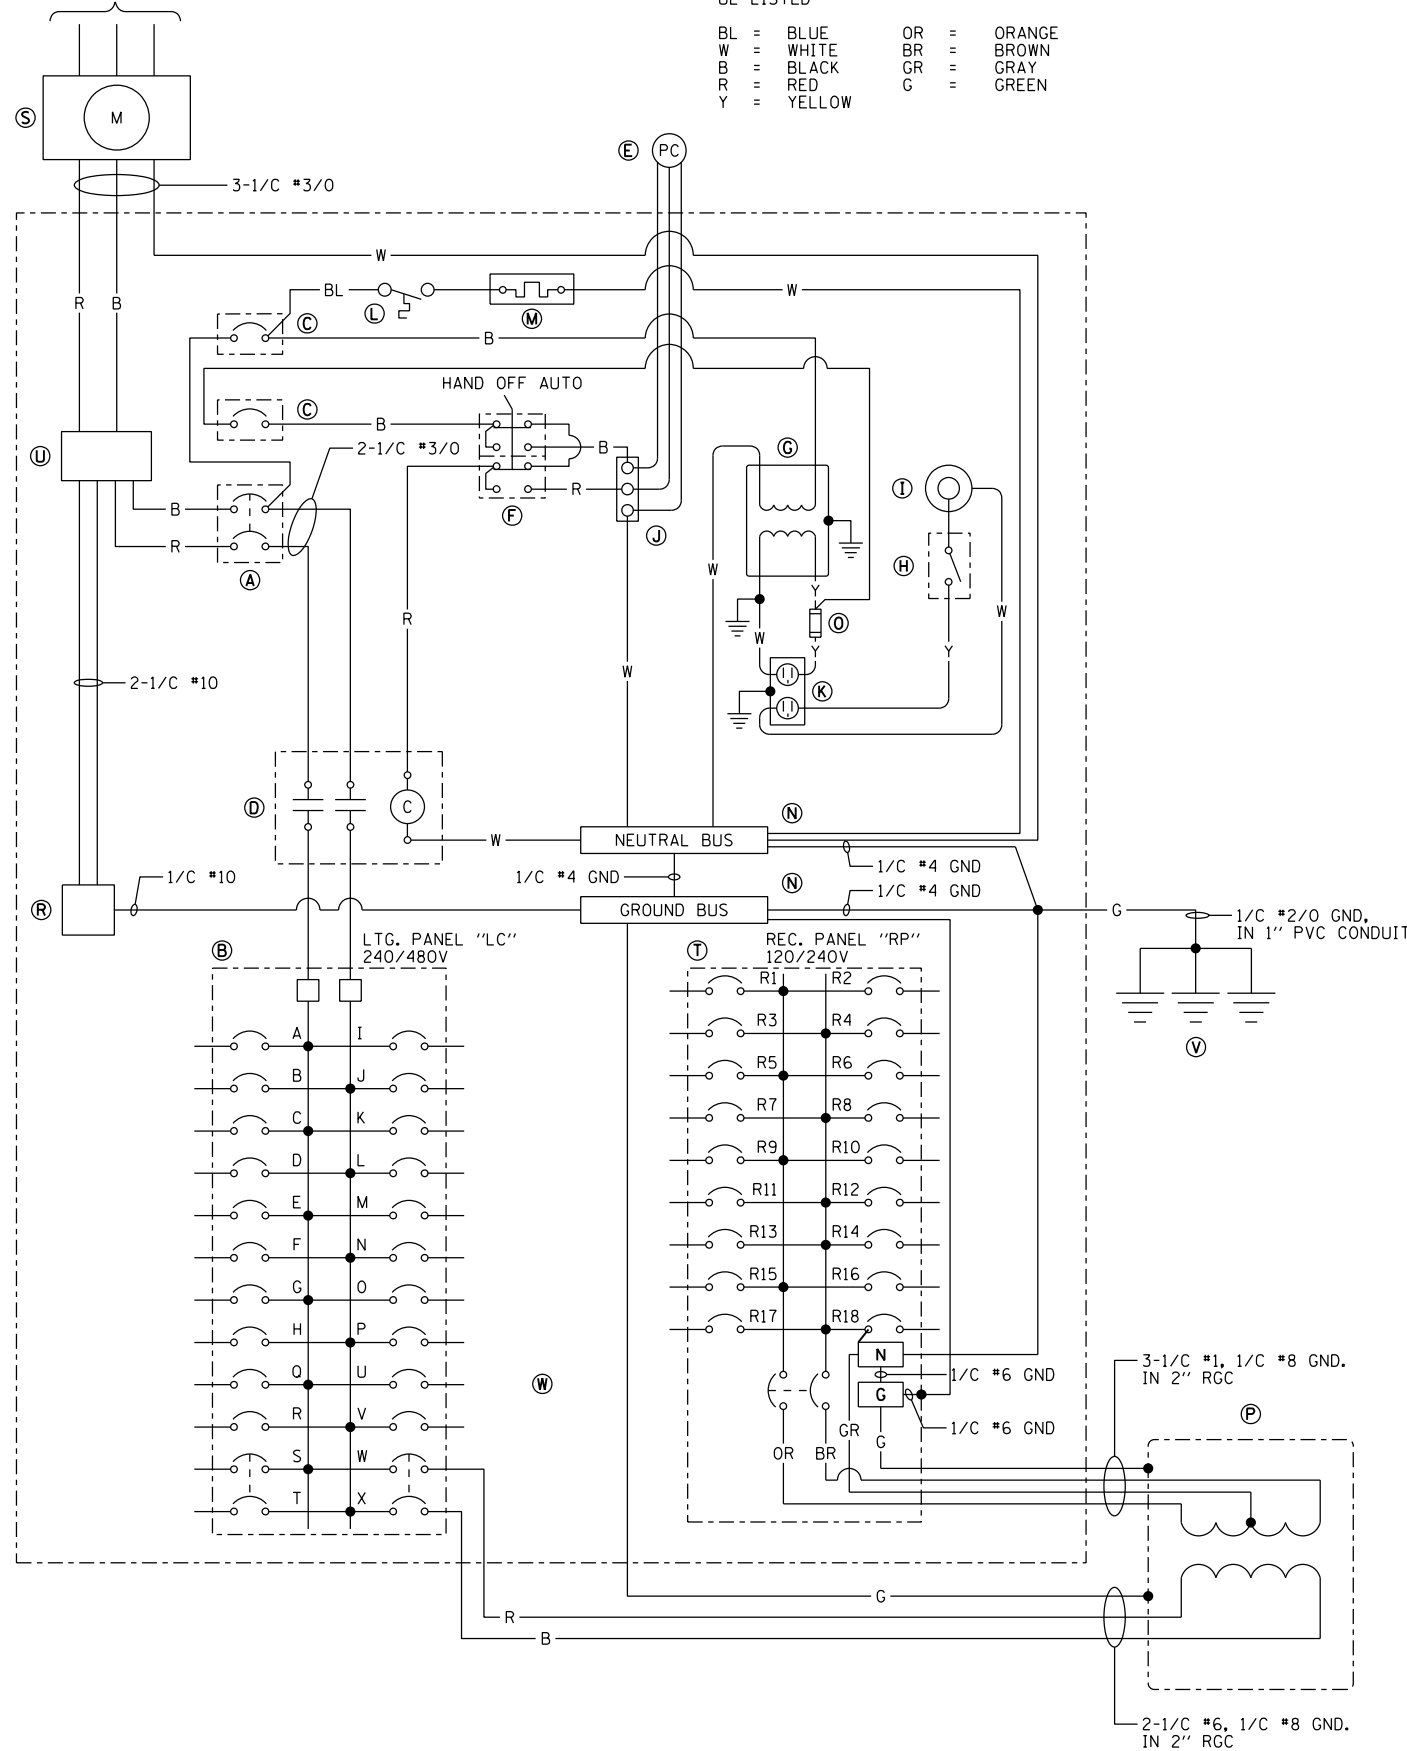 BL = BLUE OR = ORANGE
W = WHITE BR = BROWN
B = BLACK GR = GRAY
R = RED G = GREEN
Y = YELLOW
S
M
3-1/C #3/0
E
PC
W
R
B
BL
L
M
W
C
B
HAND OFF AUTO
C
B
2-1/C #3/0
B
R
F
J
U
B
R
A
G
I
H
W
W
Y
O
W
Y
Y
K
R
W
2-1/C #10
D
C
W
NEUTRAL BUS
N
1/C #4 GND
1/C #4 GND
N
1/C #4 GND
GROUND BUS
R
1/C #10
G
1/C #2/0 GND,
IN 1" PVC CONDUIT
V
B
LTG. PANEL "LC"
240/480V
T
REC. PANEL "RP"
120/240V
A I
B J
C K
D L
E M
F N
G O
H P
Q U
R V
S W
T X
W
R1 R2
R3 R4
R5 R6
R7 R8
R9 R10
R11 R12
R13 R14
R15 R16
R17 R18
N
1/C #6 GND
G
1/C #6 GND
GR
G
OR BR
3-1/C #1, 1/C #8 GND.
IN 2" RGC
P
G
R
B
2-1/C #6, 1/C #8 GND.
IN 2" RGC